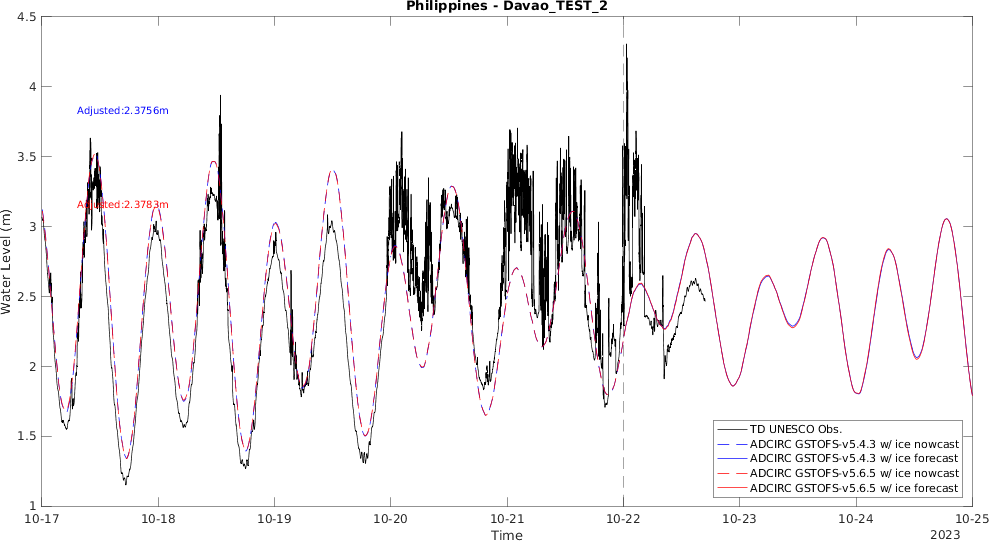 Philippines - Davao_TEST_2
4.5
4
3.5
3
2.5
2
1.5
1
Water Level (m)
Adjusted:2.3756m
Adjusted:2.3783m
TD UNESCO Obs.
ADCIRC GSTOFS-v5.4.3 w/ ice nowcast
ADCIRC GSTOFS-v5.4.3 w/ ice forecast
ADCIRC GSTOFS-v5.6.5 w/ ice nowcast
ADCIRC GSTOFS-v5.6.5 w/ ice forecast
10-17 10-18 10-19 10-20 10-21 10-22 10-23 10-24 10-25
Time
2023